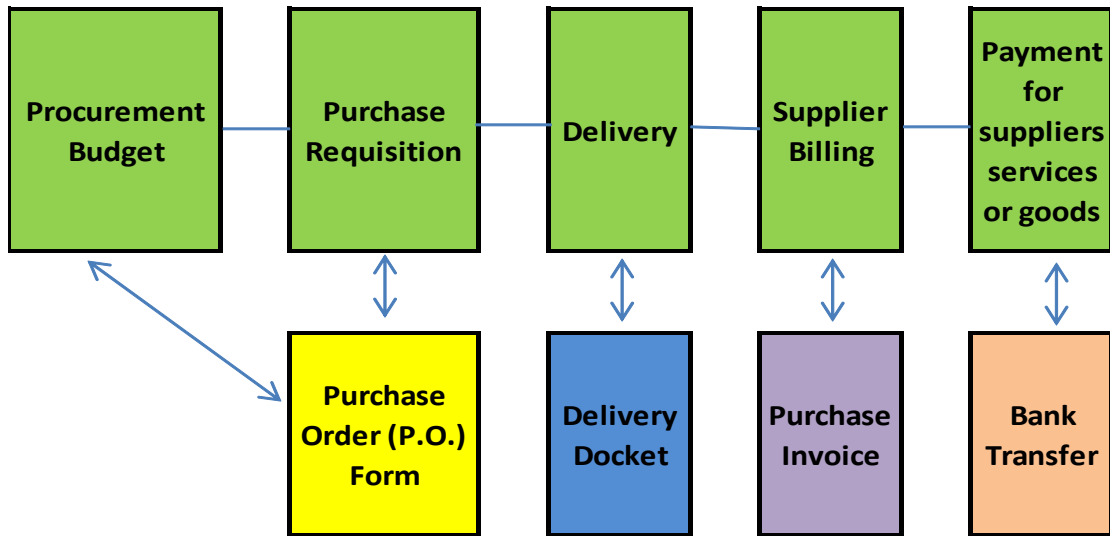 Procurement
Budget
Purchase
Requisition
Delivery
Supplier
Billing
Payment
for
suppliers
services
or goods
Purchase
Order (P.O.)
Form
Delivery
Docket
Purchase
Invoice
Bank
Transfer